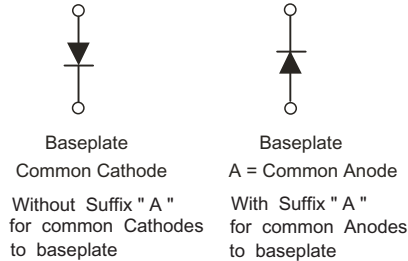 Baseplate
Common Cathode
Without Suffix " A "
for common Cathodes
to baseplate
Baseplate
A = Common Anode
With Suffix " A "
for common Anodes
to baseplate